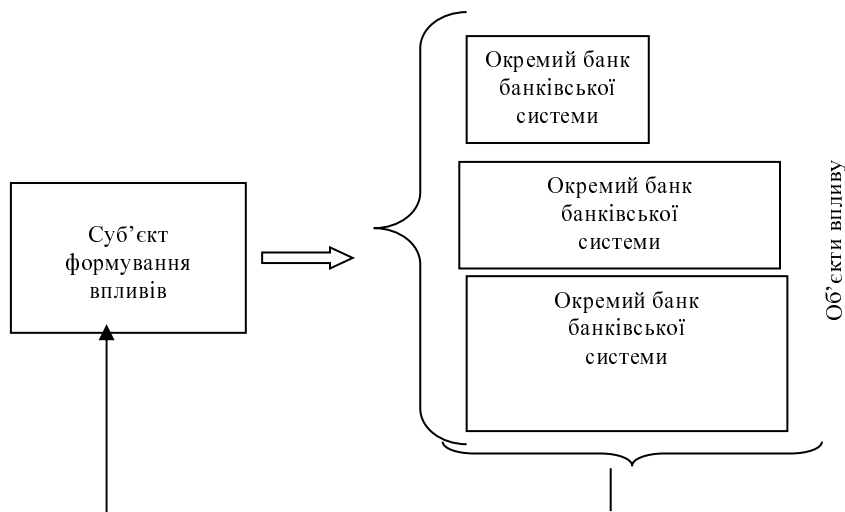 Окремий банк
банківської
системи
Суб’єкт
формування
впливів
Окремий банк
банківської
системи
Окремий банк
банківської
системи
Об’єкти впливу